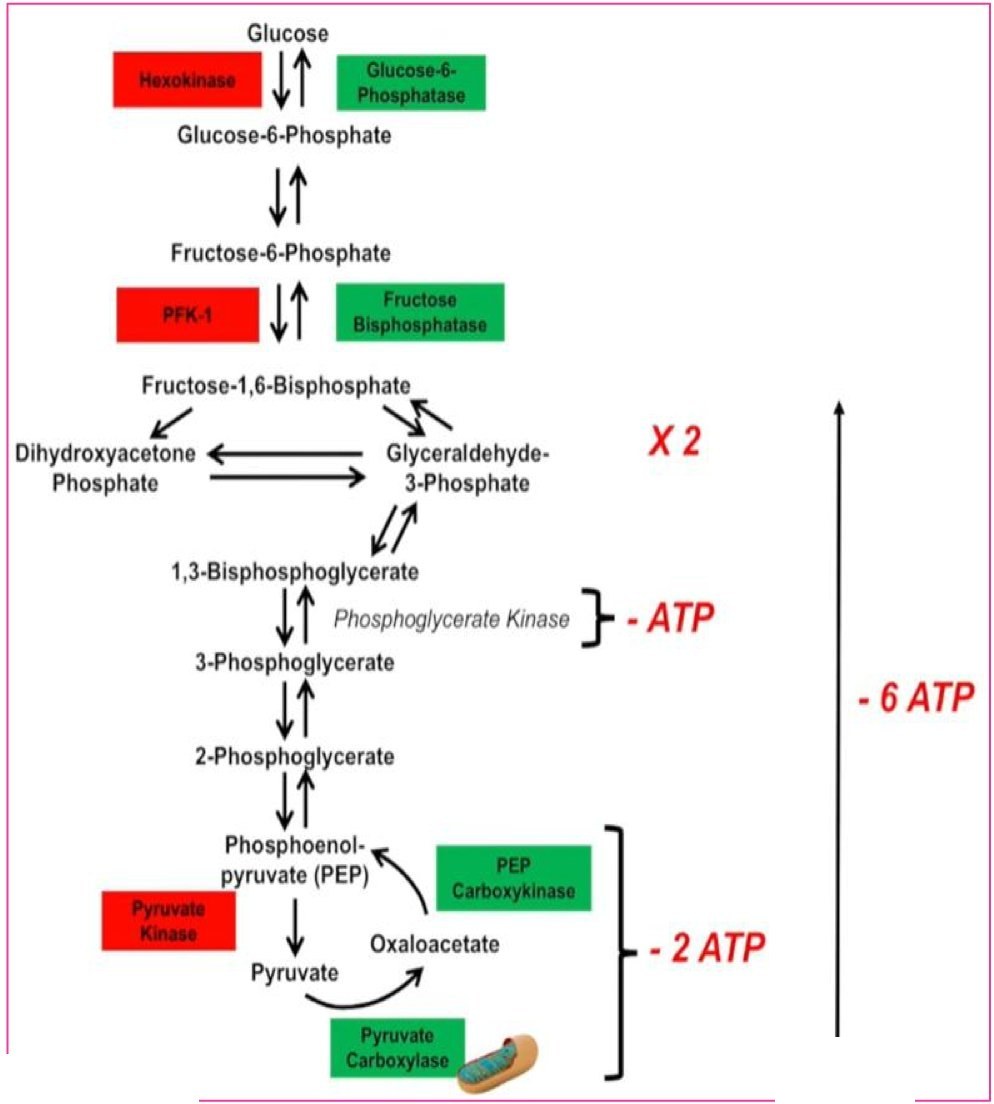 Glucose
Hexokinase
Glucose-6-
Phosphatase
Glucose-6-Phosphate
Fructose-6-Phosphate
PFK-1
Fructose
Bisphosphatase
Fructose-1,6-Bisphosphate
Dihydroxyacetone
Phosphate
Glyceraldehyde-
3-Phosphate
X 2
1,3-Bisphosphoglycerate
Phosphoglycerate Kinase
- ATP
3-Phosphoglycerate
- 6 ATP
2-Phosphoglycerate
Phosphoenol-
pyruvate (PEP)
PEP
Carboxykinase
Pyruvate
Kinase
Oxaloacetate
- 2 ATP
Pyruvate
Pyruvate
Carboxylase